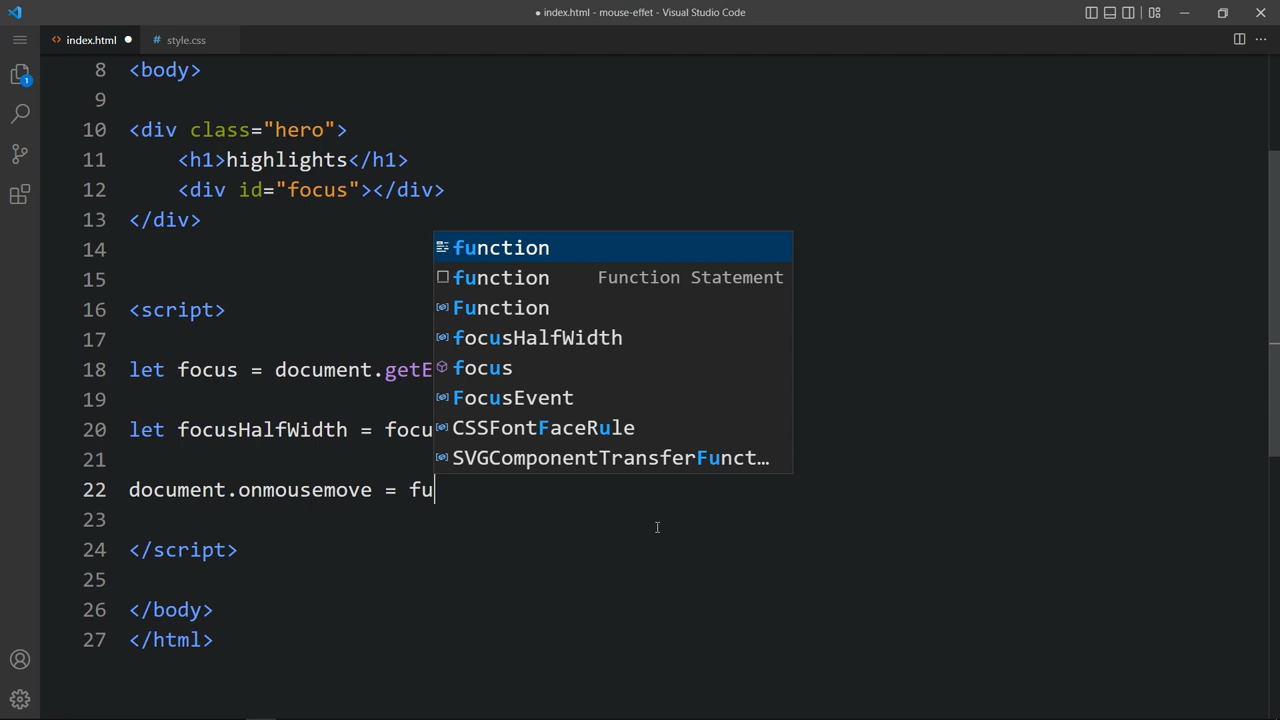 ● index.html - mouse-effet - Visual Studio Code
<> index.html ●
# style.css
1
8 <body>
9
10 <div class="hero">
11 <h1>highlights</h1>
12 <div id="focus"></div>
13 </div>
14
15
16 <script>
17
18 let focus = document.getE
19
20 let focusHalfWidth = focu
21
22 document.onmousemove = fu
23
24 </script>
25
26 </body>
27 </html>
function
function Function Statement
Function
focusHalfWidth
focus
FocusEvent
CSSFontFaceRule
SVGComponentTransferFunct…